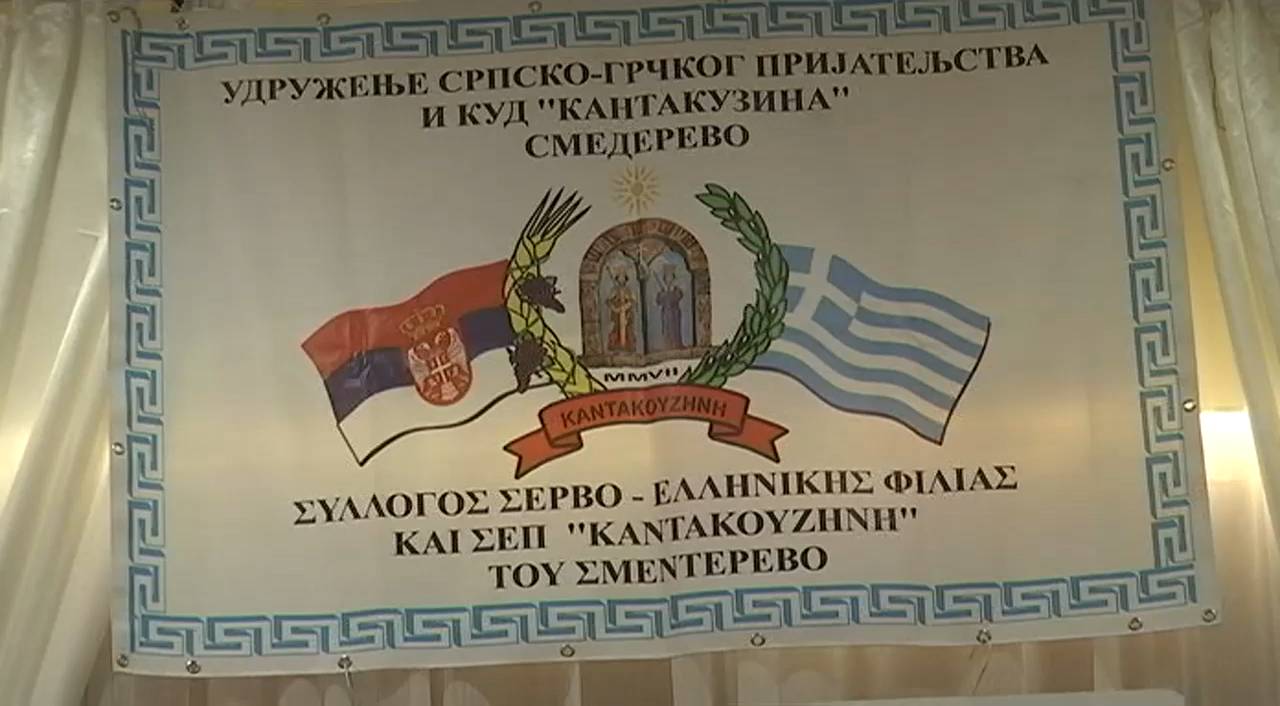 УДРУЖЕЊЕ СРПСКО-ГРЧКОГ ПРИЈАТЕЉСТВА
И КУД "КАНТАКУЗИНА"
СМЕДЕРЕВО
MMVII
ΚΑΝΤΑΚΟΥΖΗΝΗ
ΣΥΛΛΟΓΟΣ ΣΕΡΒΟ - ΕΛΛΗΝΙΚΗΣ ΦΙΛΙΑΣ
ΚΑΙ ΣΕΠ "ΚΑΝΤΑΚΟΥΖΗΝΗ"
ΤΟΥ ΣΜΕΝΤΕΡΕΒΟ